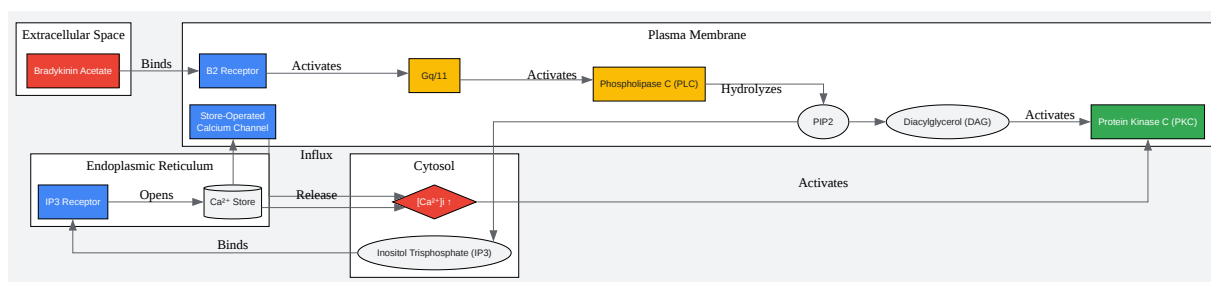 Extracellular Space
Plasma Membrane
Bradykinin Acetate
Binds
B2 Receptor
Activates
Gq/11
Activates
Phospholipase C (PLC)
Hydrolyzes
Store-Operated
Calcium Channel
PIP2
Diacylglycerol (DAG)
Activates
Protein Kinase C (PKC)
Endoplasmic Reticulum
Influx
Cytosol
IP3 Receptor
Opens
Ca²⁺ Store
Release
[Ca²⁺]i ↑
Activates
Binds
Inositol Trisphosphate (IP3)